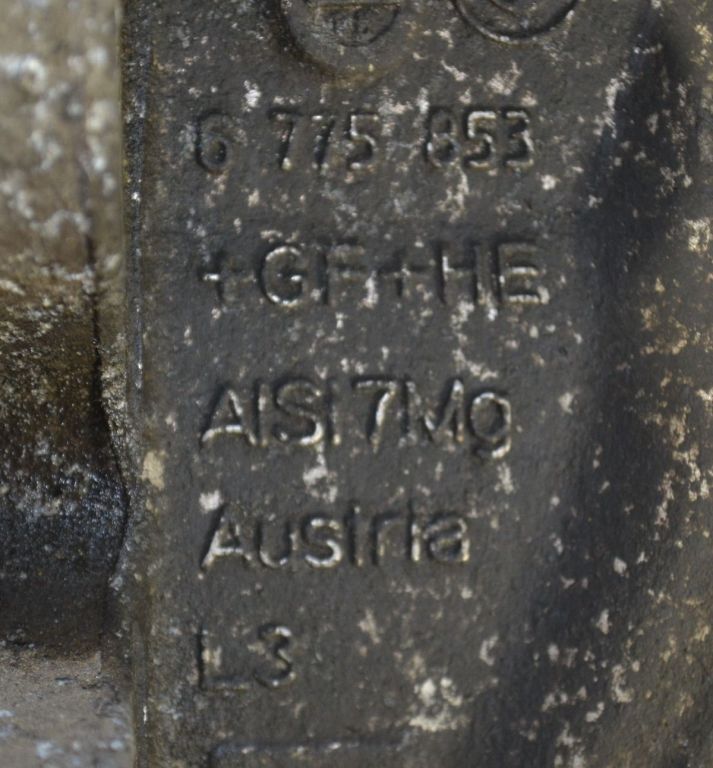 6 775 853
+GF+HE
AlSi7Mg
Austria
L3